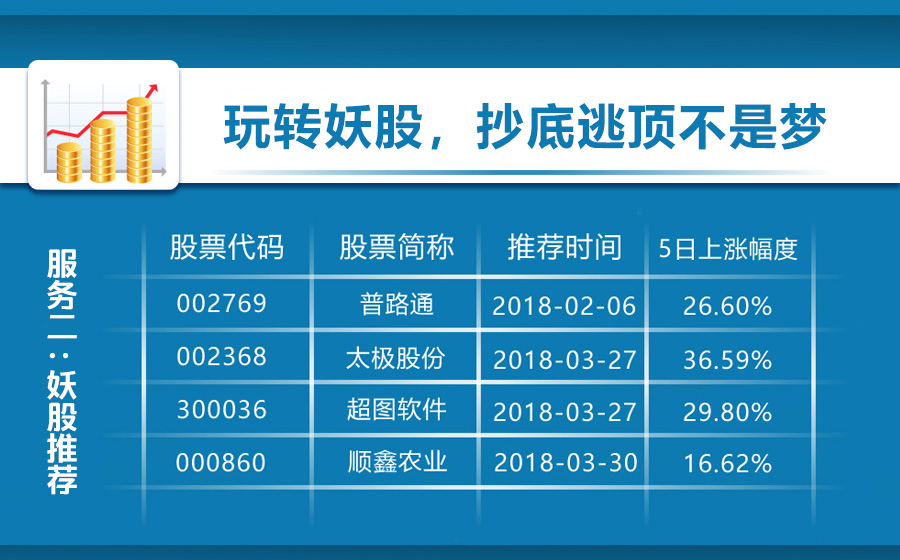 玩转妖股，抄底逃顶不是梦
服务二：妖股推荐
股票代码 股票简称 推荐时间 5日上涨幅度
002769 普路通 2018-02-06 26.60%
002368 太极股份 2018-03-27 36.59%
300036 超图软件 2018-03-27 29.80%
000860 顺鑫农业 2018-03-30 16.62%